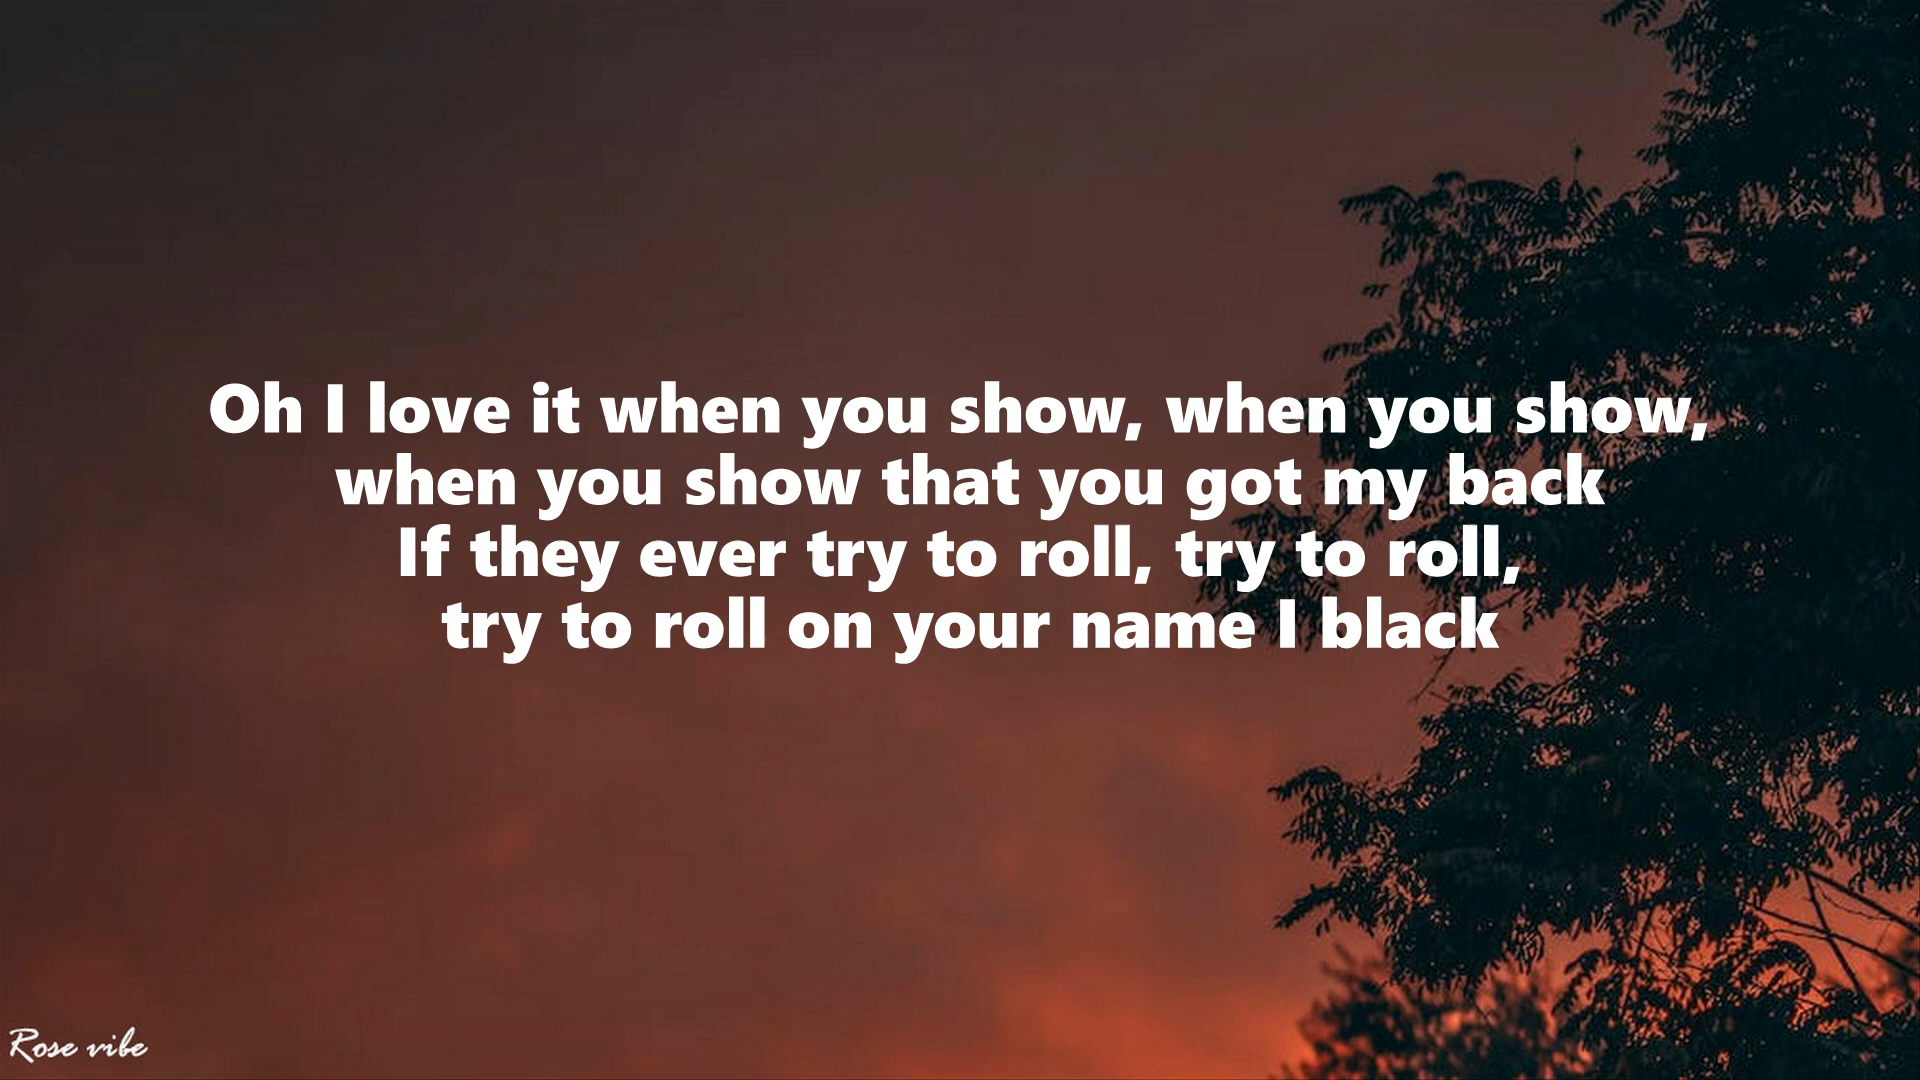 Oh I love it when you show, when you show,
when you show that you got my back
If they ever try to roll, try to roll,
try to roll on your name I black
Rose vibe